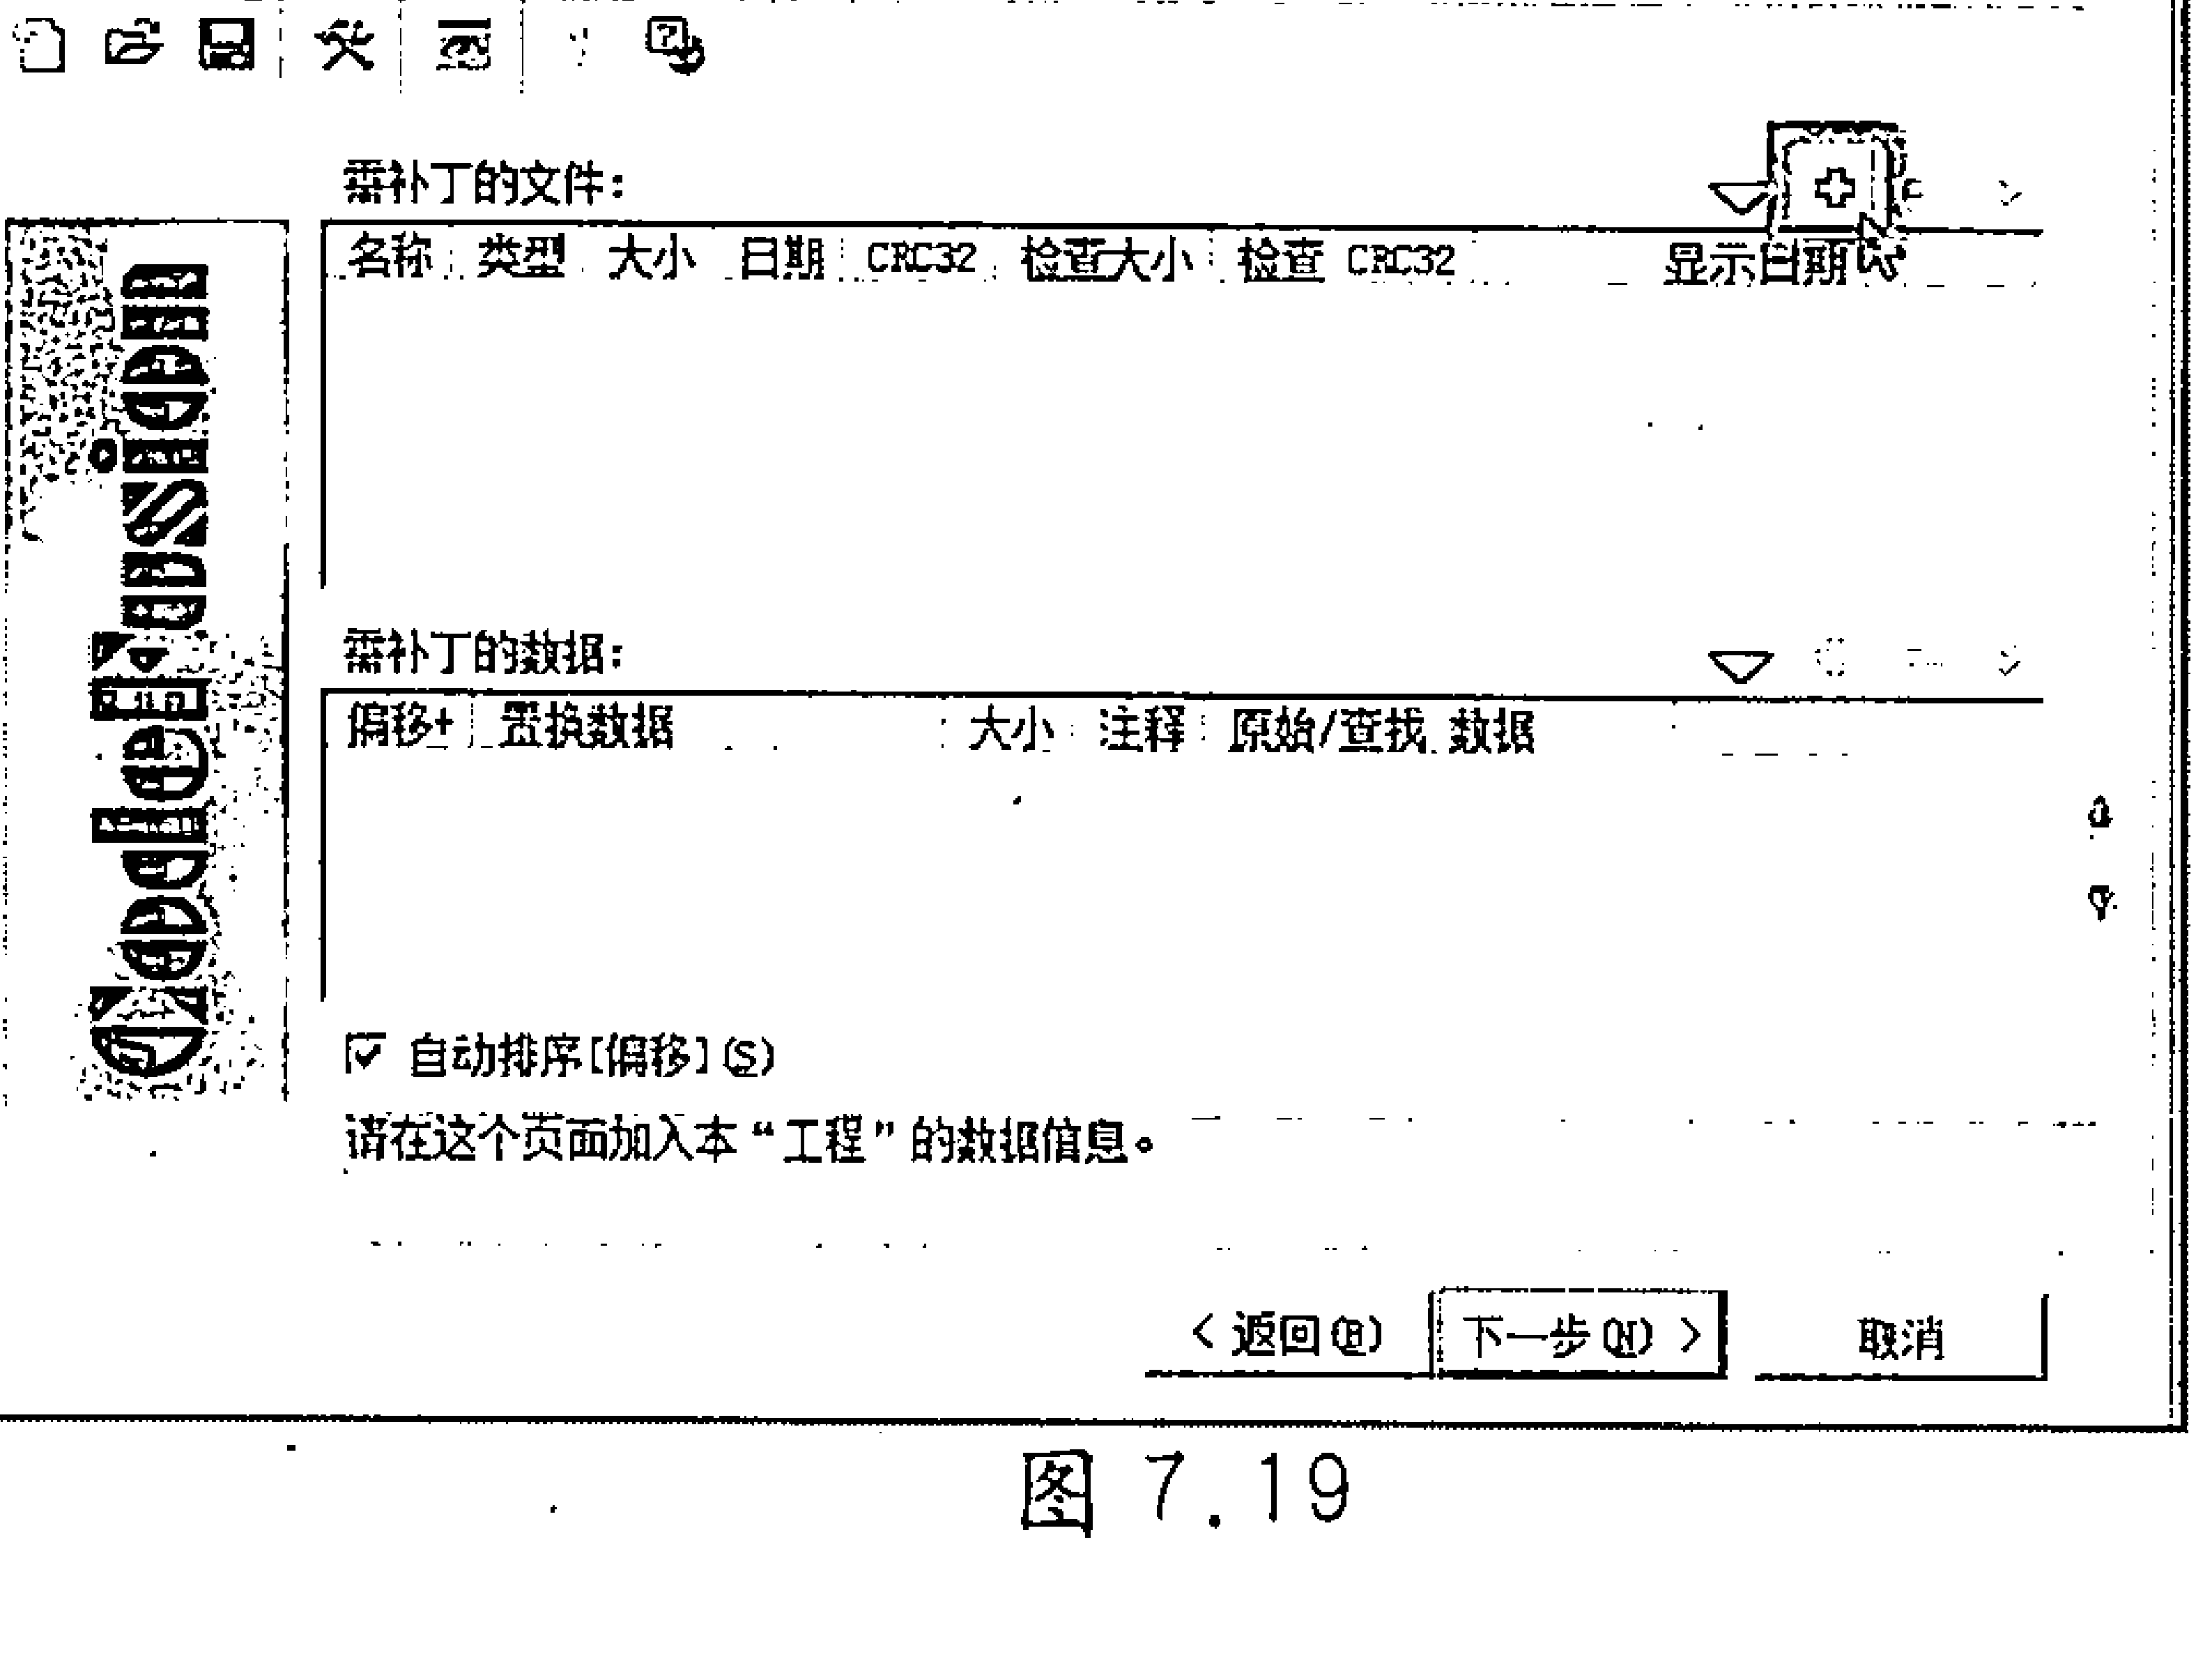 需补丁的文件:
名称 类型 大小 日期 CRC32 检查大小 检查 CRC32 显示日期
CodeFusion
需补丁的数据:
偏移+ 置换数据 大小 注释 原始/查找 数据
自动排序[偏移](S)
请在这个页面加入本“工程”的数据信息。
< 返回(B) 下一步(N) > 取消
图 7.19